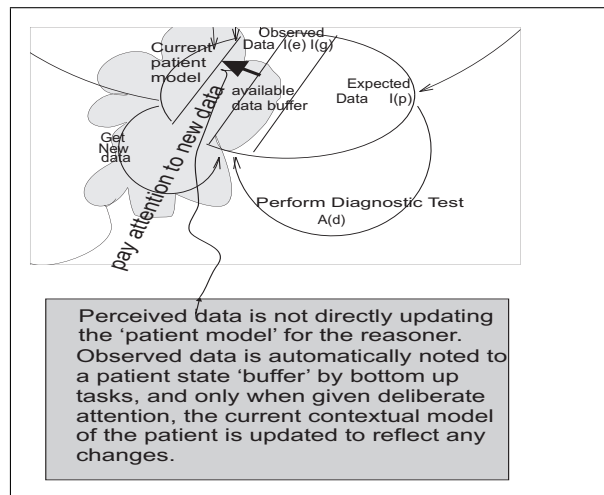 Observed
Data I(e) I(g)
Current
patient
model
Expected
Data I(p)
available
data buffer
Get
New
data
pay attention to new data
Perform Diagnostic Test
A(d)
Perceived data is not directly updating
the ‘patient model’ for the reasoner.
Observed data is automatically noted to
a patient state ‘buffer’ by bottom up
tasks, and only when given deliberate
attention, the current contextual model
of the patient is updated to reflect any
changes.